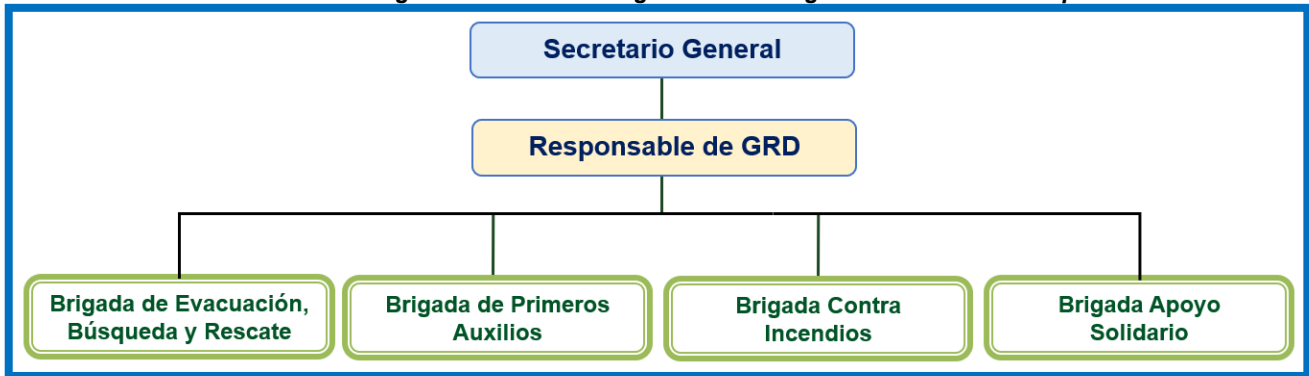 Secretario General
Responsable de GRD
Brigada de Evacuación,
Búsqueda y Rescate
Brigada de Primeros
Auxilios
Brigada Contra
Incendios
Brigada Apoyo
Solidario